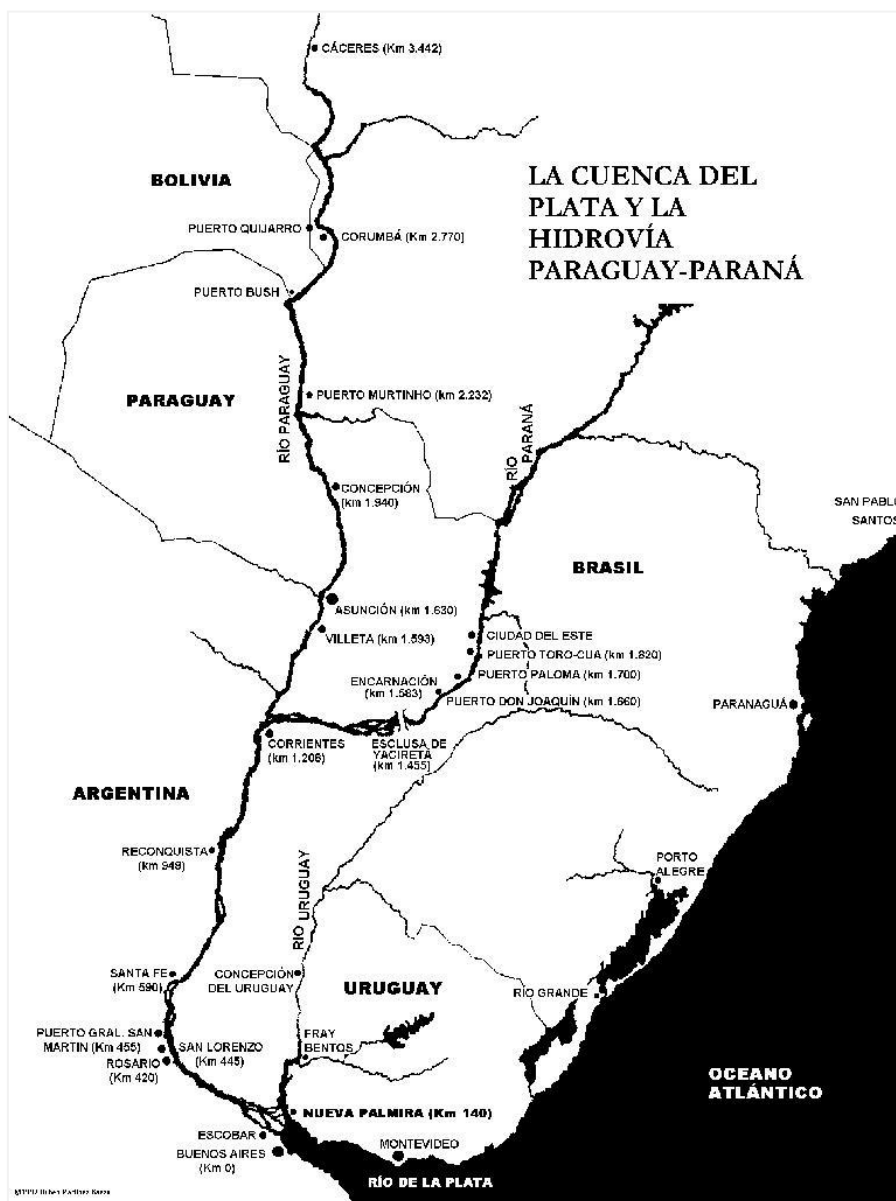 CÁCERES (Km 3.442)
LA CUENCA DEL
PLATA Y LA
HIDROVÍA
PARAGUAY-PARANÁ
BOLIVIA
PUERTO QUIJARRO
CORUMBÁ (Km 2.770)
PUERTO BUSH
RÍO PARAGUAY
PARAGUAY
PUERTO MURTINHO (km 2.232)
RÍO
PARANÁ
CONCEPCIÓN
(km 1.940)
SAN PABLO
SANTOS
BRASIL
ASUNCIÓN (km 1.630)
VILLETA (km 1.593)
CIUDAD DEL ESTE
PUERTO TORO-CUA (km 1.820)
ENCARNACIÓN
(km 1.583)
PUERTO PALOMA (km 1.700)
PUERTO DON JOAQUÍN (km 1.660)
PARANAGUÁ
CORRIENTES
(km 1.206)
ESCLUSA DE
YACIRETÁ
(km 1.455)
ARGENTINA
RECONQUISTA
(km 949)
RÍO URUGUAY
PORTO
ALEGRE
SANTA FE
(Km 590)
CONCEPCIÓN
DEL URUGUAY
URUGUAY
RÍO GRANDE
PUERTO GRAL. SAN
MARTIN (Km 455)
SAN LORENZO
(Km 445)
ROSARIO
(Km 420)
FRAY
BENTOS
OCEANO
ATLÁNTICO
NUEVA PALMIRA (Km 140)
ESCOBAR
BUENOS AIRES
(Km 0)
MONTEVIDEO
RÍO DE LA PLATA